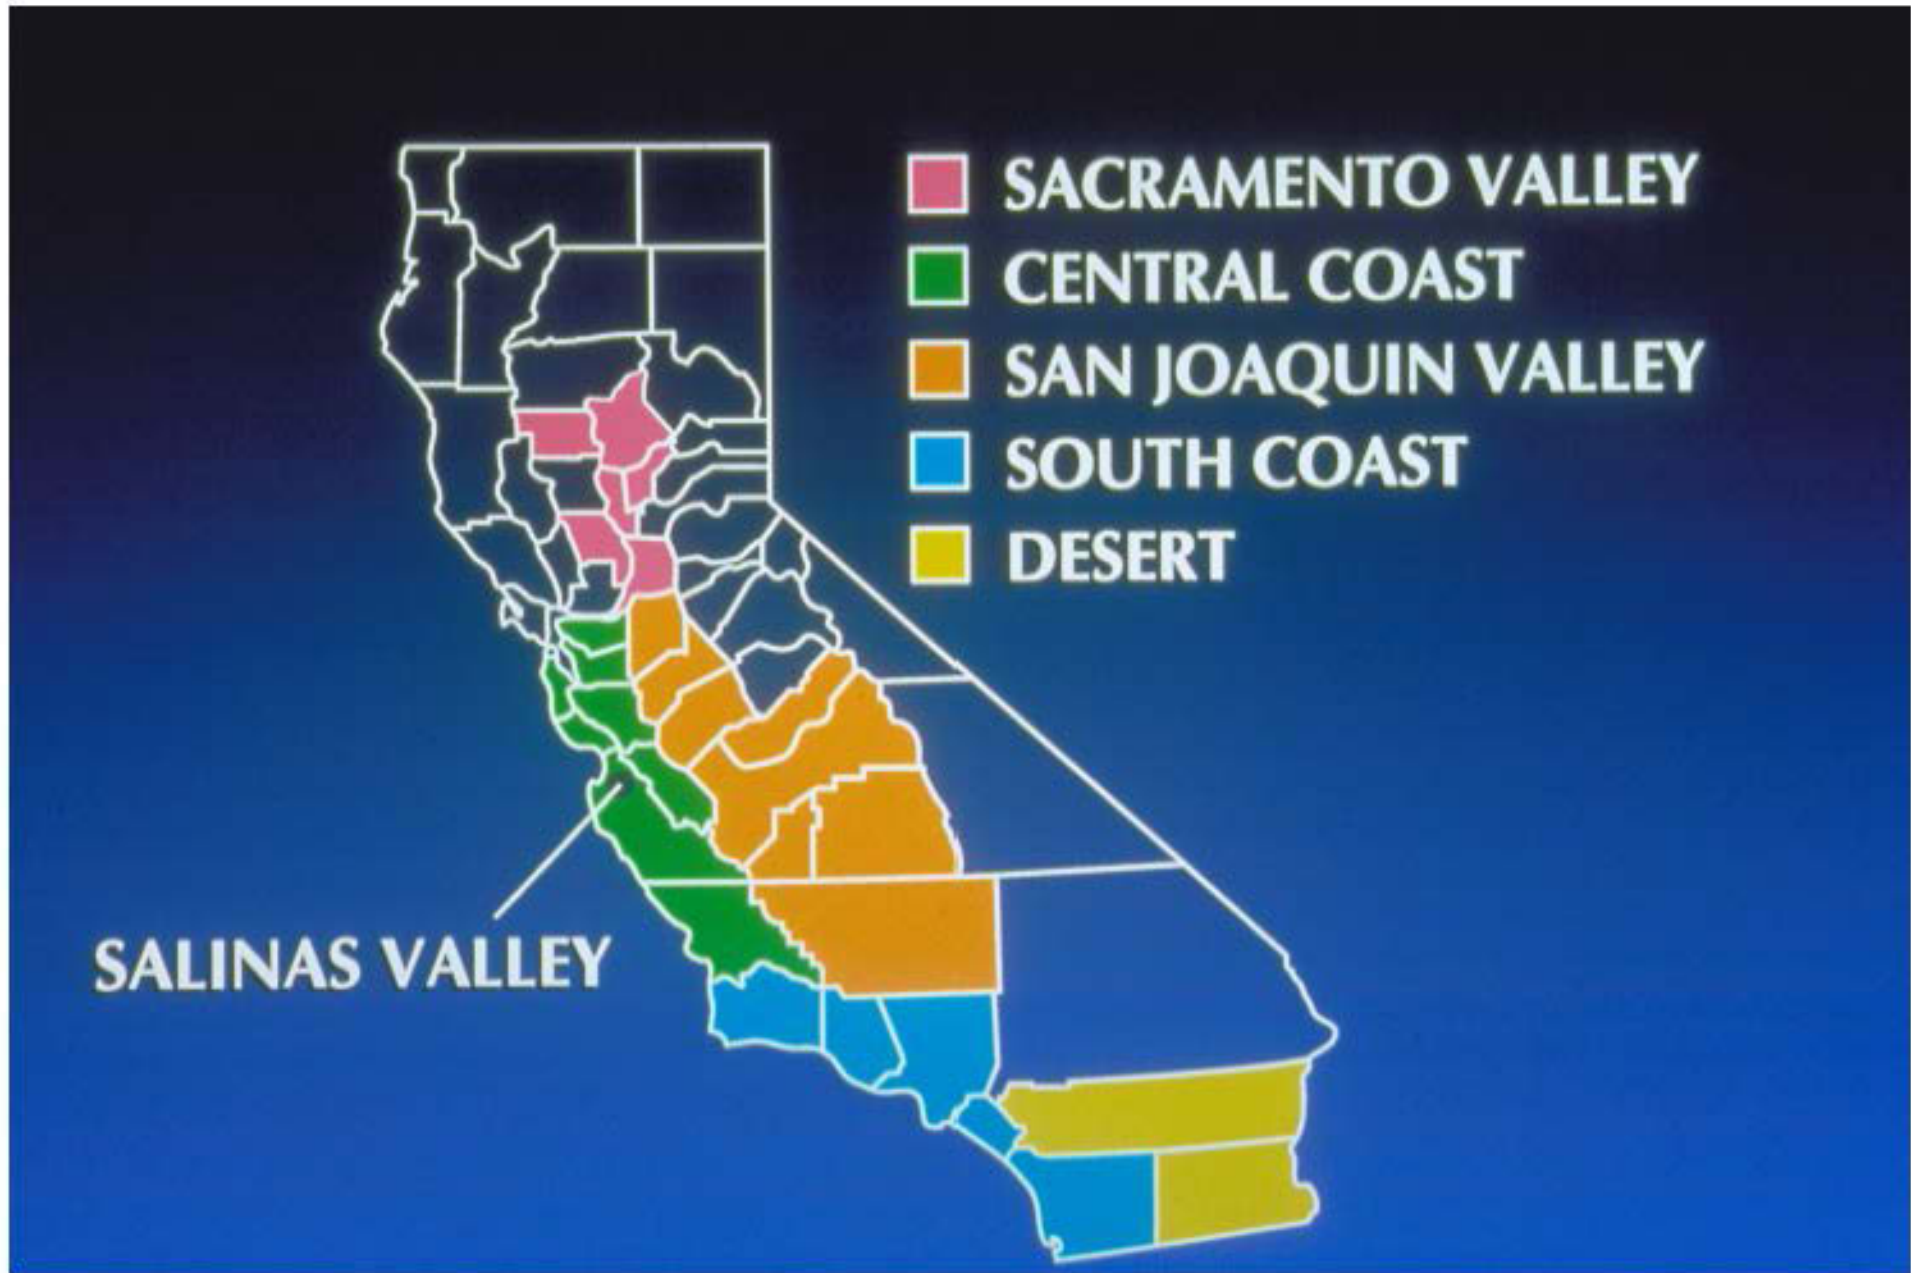 SACRAMENTO VALLEY
CENTRAL COAST
SAN JOAQUIN VALLEY
SOUTH COAST
DESERT
SALINAS VALLEY